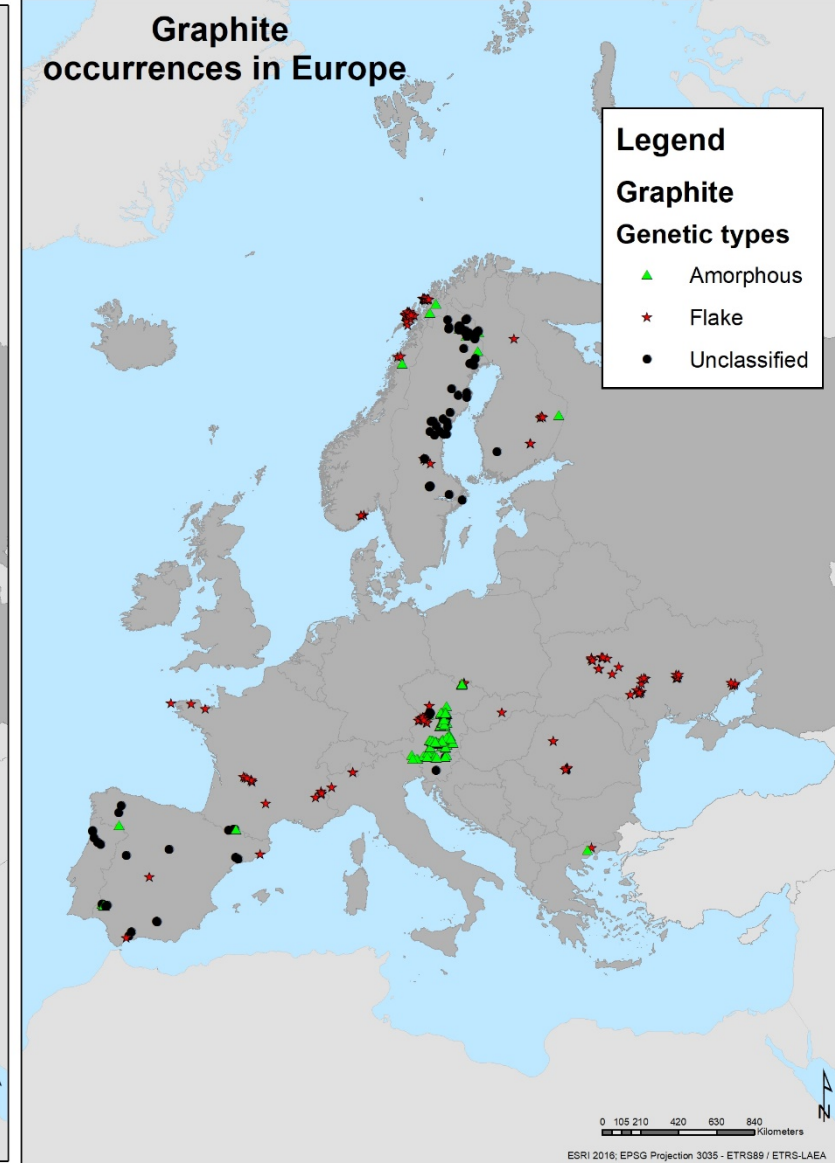 Graphite
occurrences in Europe
Legend
Graphite
Genetic types
Amorphous
Flake
Unclassified
N
0 105 210 420 630 840
Kilometers
ESRI 2016; EPSG Projection 3035 - ETRS89 / ETRS-LAEA